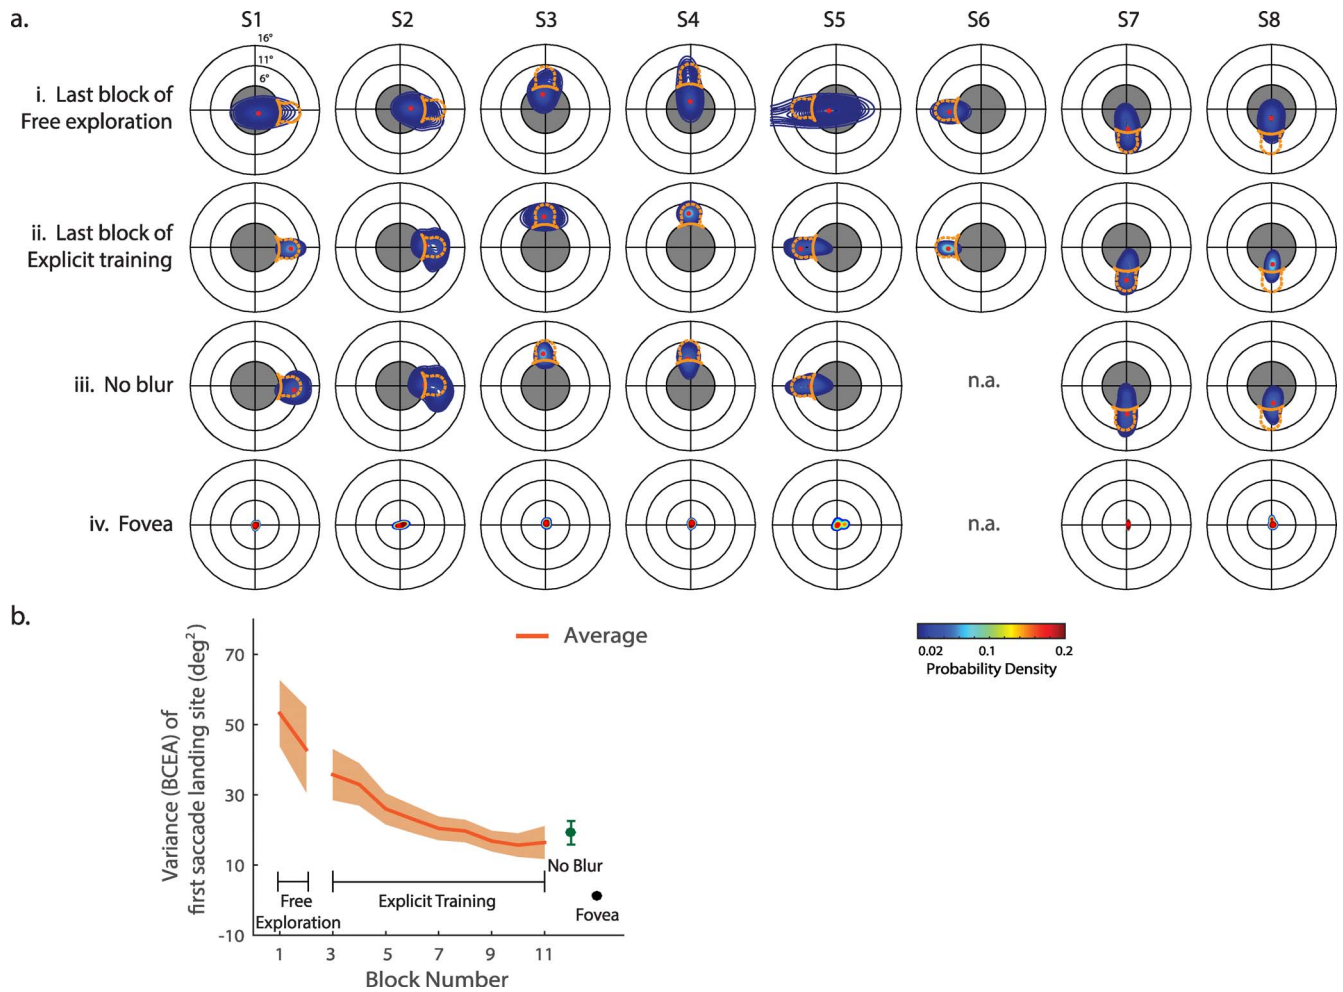 a.
S1 S2 S3 S4 S5 S6 S7 S8
16°
11°
6°
i. Last block of
Free exploration
ii. Last block of
Explicit training
iii. No blur
n.a.
iv. Fovea
n.a.
b.
Average
0.02 0.1 0.2
Probability Density
Variance (BCEA) of
first saccade landing site (deg²)
70
50
30
10
-10
No Blur
Free
Exploration
Explicit Training
Fovea
1 3 5 7 9 11
Block Number